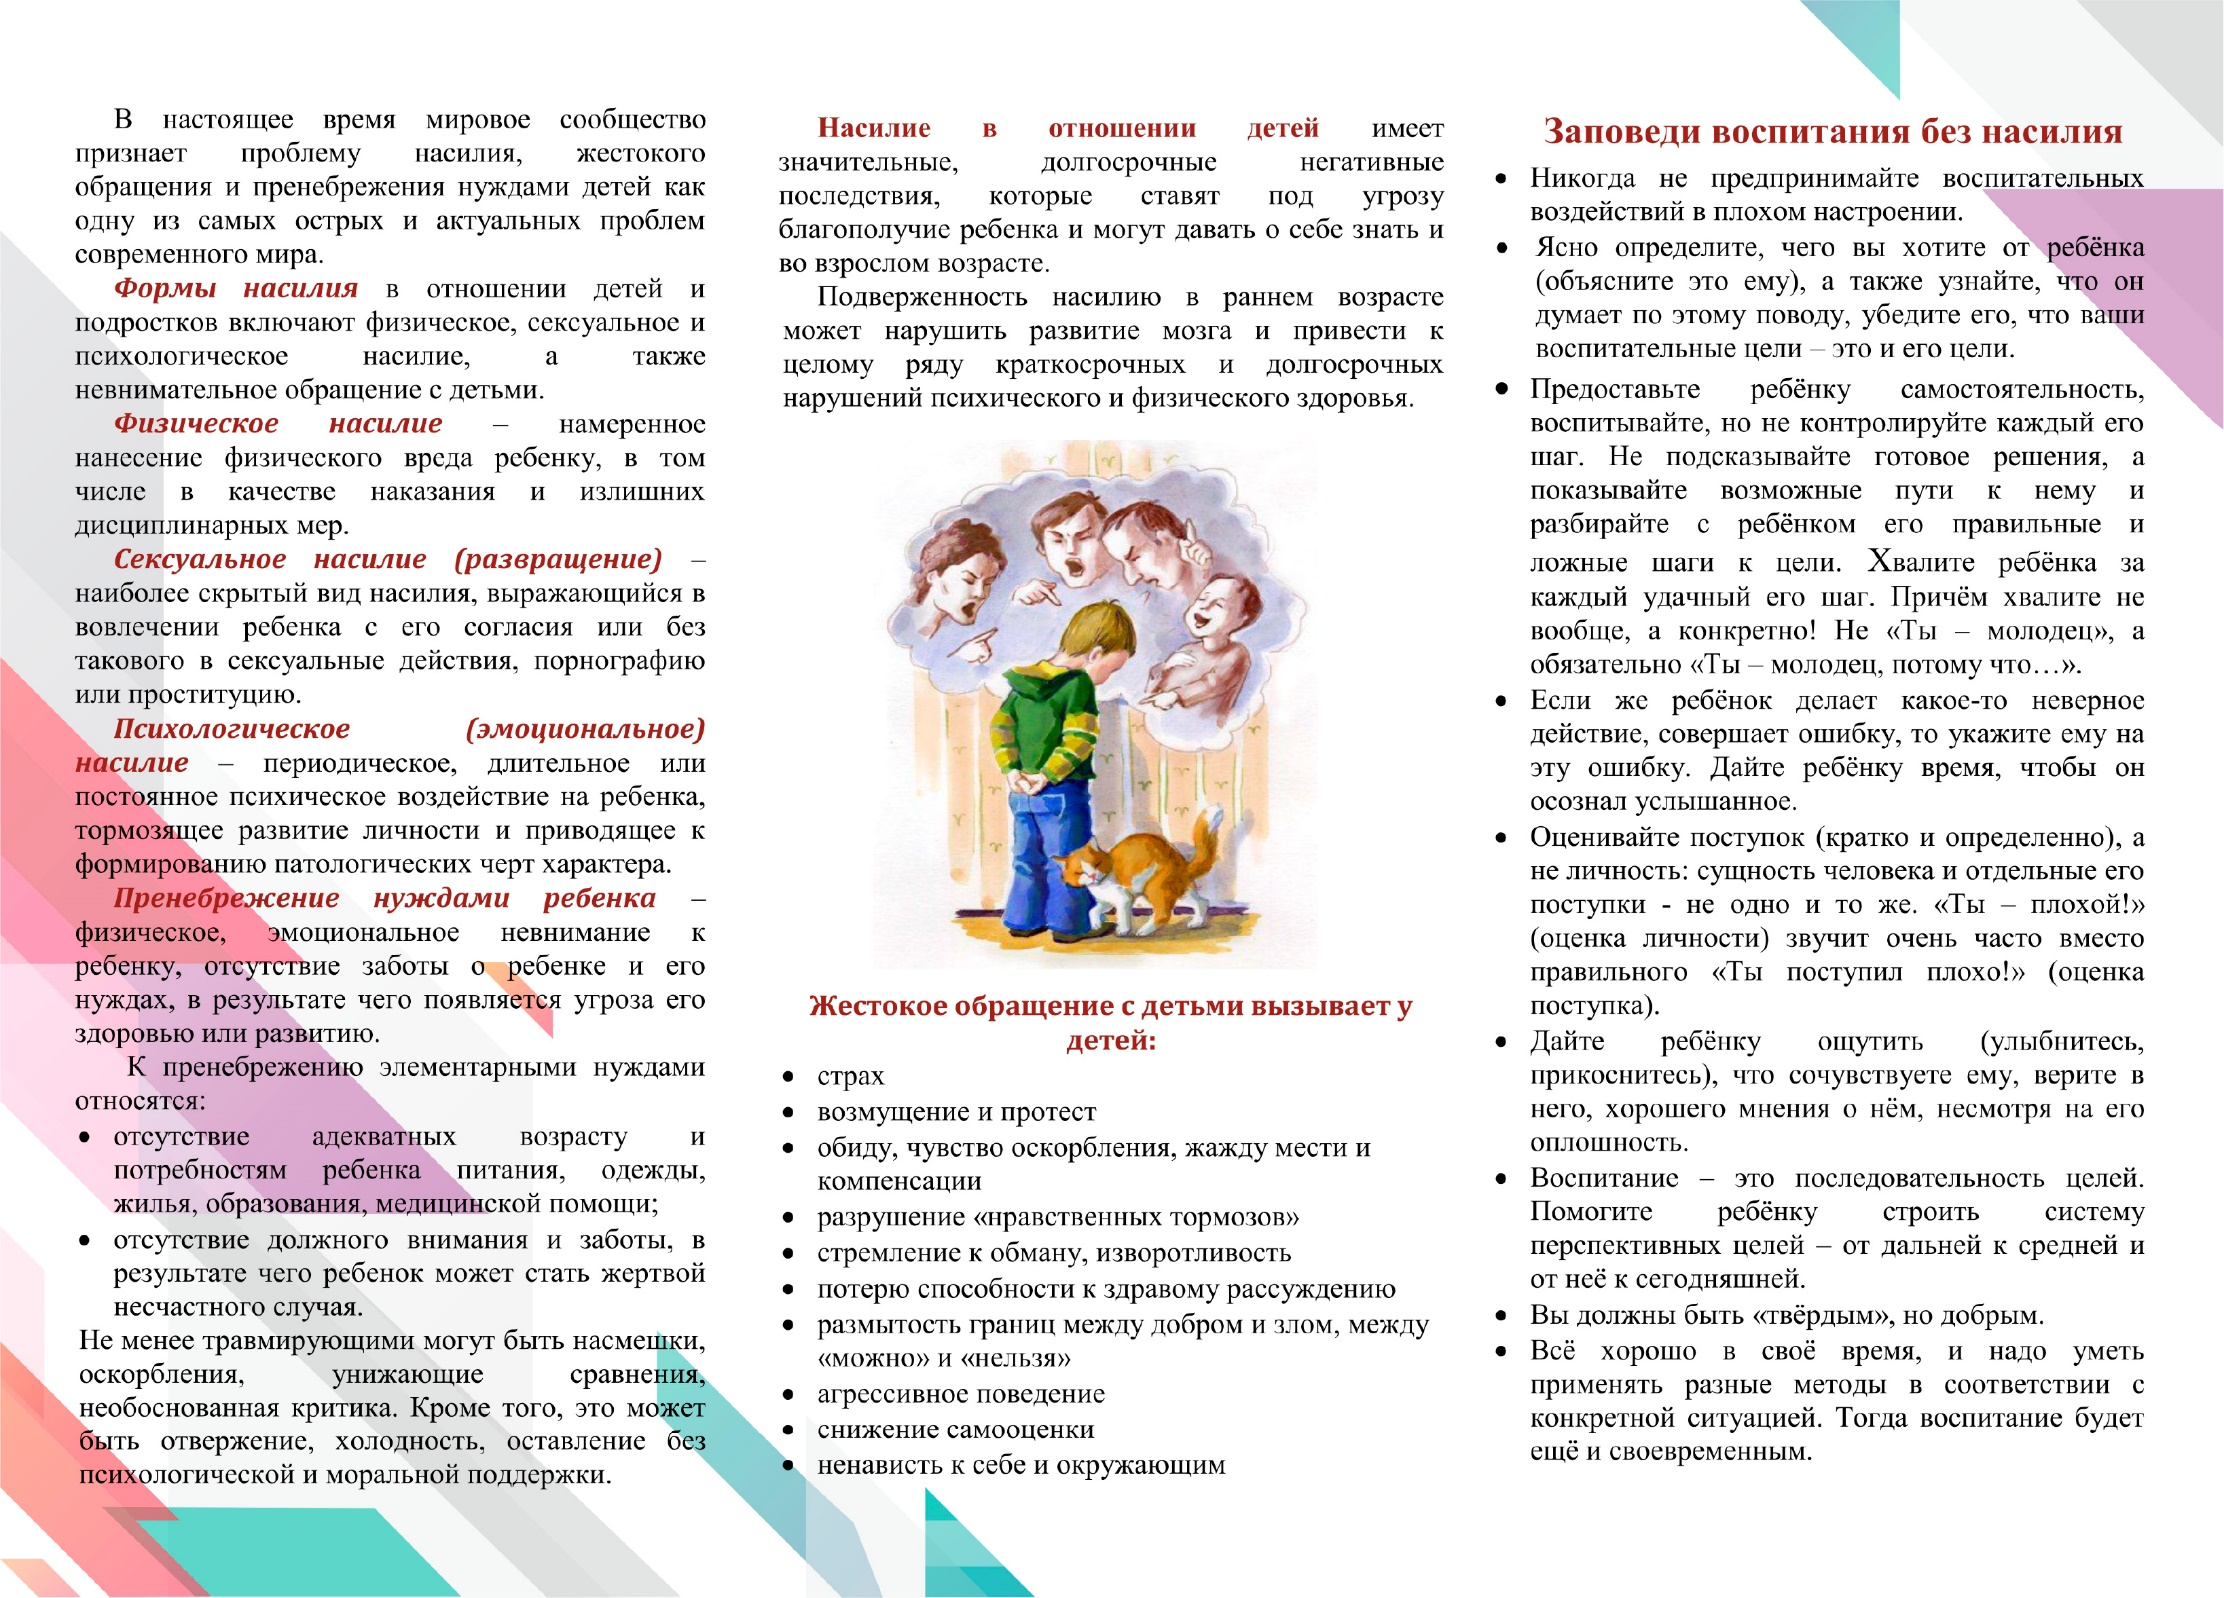 В настоящее время мировое сообщество
признает проблему насилия, жестокого
обращения и пренебрежения нуждами детей как
одну из самых острых и актуальных проблем
современного мира.
Формы насилия в отношении детей и
подростков включают физическое, сексуальное и
психологическое насилие, а также
невнимательное обращение с детьми.
Физическое насилие – намеренное
нанесение физического вреда ребенку, в том
числе в качестве наказания и излишних
дисциплинарных мер.
Сексуальное насилие (развращение) –
наиболее скрытый вид насилия, выражающийся в
вовлечении ребенка с его согласия или без
такового в сексуальные действия, порнографию
или проституцию.
Психологическое (эмоциональное)
насилие – периодическое, длительное или
постоянное психическое воздействие на ребенка,
тормозящее развитие личности и приводящее к
формированию патологических черт характера.
Пренебрежение нуждами ребенка –
физическое, эмоциональное невнимание к
ребенку, отсутствие заботы о ребенке и его
нуждах, в результате чего появляется угроза его
здоровью или развитию.
К пренебрежению элементарными нуждами
относятся:
• отсутствие адекватных возрасту и
потребностям ребенка питания, одежды,
жилья, образования, медицинской помощи;
• отсутствие должного внимания и заботы, в
результате чего ребенок может стать жертвой
несчастного случая.
Не менее травмирующими могут быть насмешки,
оскорбления, унижающие сравнения,
необоснованная критика. Кроме того, это может
быть отвержение, холодность, оставление без
психологической и моральной поддержки.
Насилие в отношении детей имеет
значительные, долгосрочные негативные
последствия, которые ставят под угрозу
благополучие ребенка и могут давать о себе знать и
во взрослом возрасте.
Подверженность насилию в раннем возрасте
может нарушить развитие мозга и привести к
целому ряду краткосрочных и долгосрочных
нарушений психического и физического здоровья.
Жестокое обращение с детьми вызывает у
детей:
• страх
• возмущение и протест
• обиду, чувство оскорбления, жажду мести и
компенсации
• разрушение «нравственных тормозов»
• стремление к обману, изворотливость
• потерю способности к здравому рассуждению
• размытость границ между добром и злом, между
«можно» и «нельзя»
• агрессивное поведение
• снижение самооценки
• ненависть к себе и окружающим
Заповеди воспитания без насилия
• Никогда не предпринимайте воспитательных
воздействий в плохом настроении.
• Ясно определите, чего вы хотите от ребёнка
(объясните это ему), а также узнайте, что он
думает по этому поводу, убедите его, что ваши
воспитательные цели – это и его цели.
• Предоставьте ребёнку самостоятельность,
воспитывайте, но не контролируйте каждый его
шаг. Не подсказывайте готовое решения, а
показывайте возможные пути к нему и
разбирайте с ребёнком его правильные и
ложные шаги к цели. Хвалите ребёнка за
каждый удачный его шаг. Причём хвалите не
вообще, а конкретно! Не «Ты – молодец», а
обязательно «Ты – молодец, потому что…».
• Если же ребёнок делает какое-то неверное
действие, совершает ошибку, то укажите ему на
эту ошибку. Дайте ребёнку время, чтобы он
осознал услышанное.
• Оценивайте поступок (кратко и определенно), а
не личность: сущность человека и отдельные его
поступки - не одно и то же. «Ты – плохой!»
(оценка личности) звучит очень часто вместо
правильного «Ты поступил плохо!» (оценка
поступка).
• Дайте ребёнку ощутить (улыбнитесь,
прикоснитесь), что сочувствуете ему, верите в
него, хорошего мнения о нём, несмотря на его
оплошность.
• Воспитание – это последовательность целей.
Помогите ребёнку строить систему
перспективных целей – от дальней к средней и
от неё к сегодняшней.
• Вы должны быть «твёрдым», но добрым.
• Всё хорошо в своё время, и надо уметь
применять разные методы в соответствии с
конкретной ситуацией. Тогда воспитание будет
ещё и своевременным.